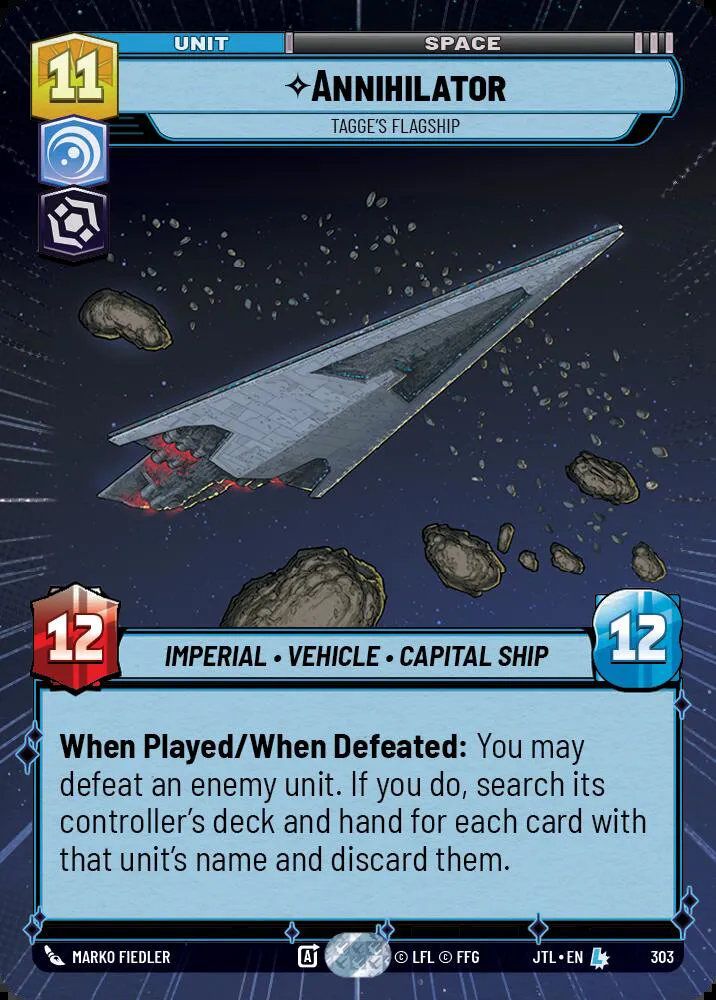 UNIT
SPACE
11
ANNIHILATOR
TAGGE'S FLAGSHIP
12
12
IMPERIAL • VEHICLE • CAPITAL SHIP
When Played/When Defeated: You may
defeat an enemy unit. If you do, search its
controller's deck and hand for each card with
that unit's name and discard them.
MARKO FIEDLER
A
© LFL © FFG
JTL • EN
L
303